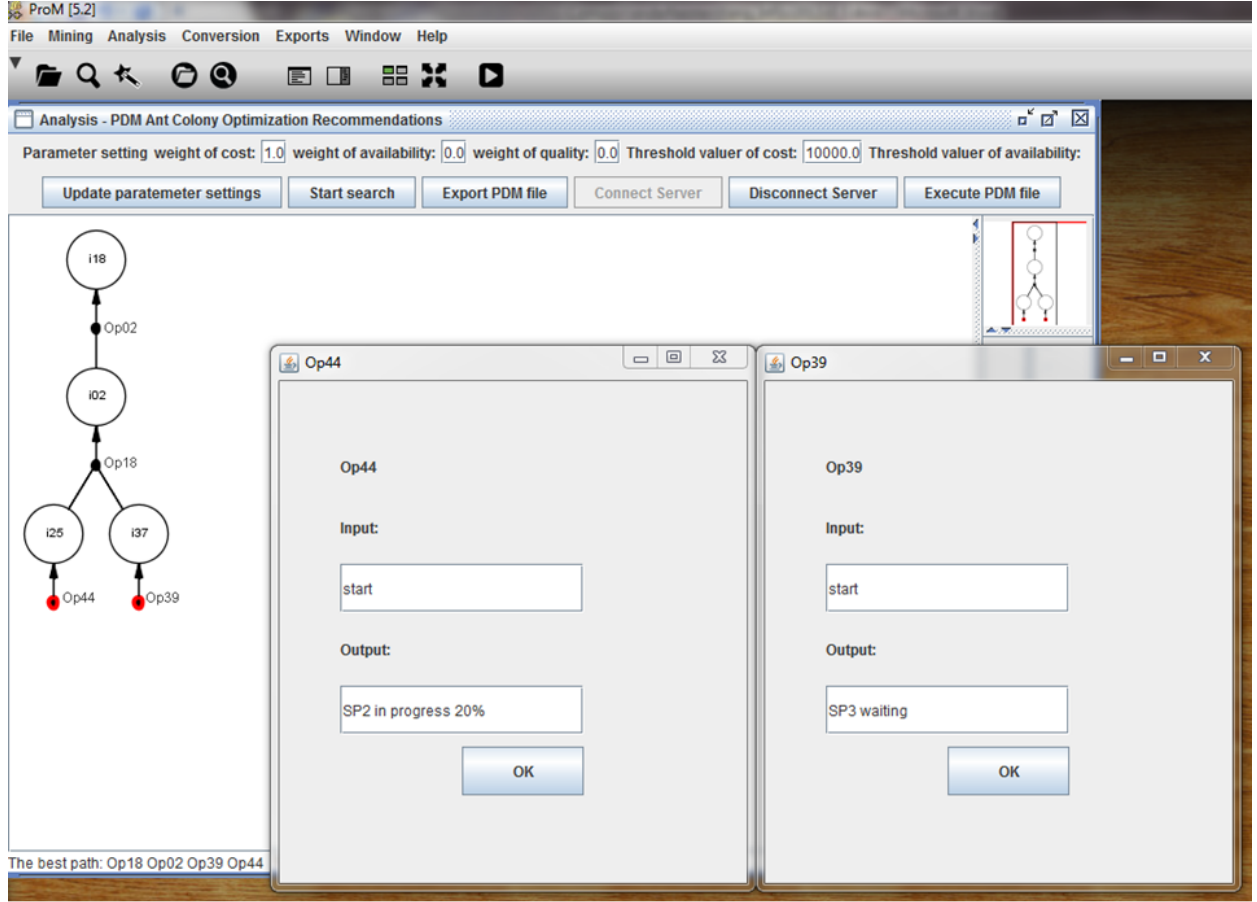 ProM [5.2]
File Mining Analysis Conversion Exports Window Help
Analysis - PDM Ant Colony Optimization Recommendations
Parameter setting weight of cost: 1.0 weight of availability: 0.0 weight of quality: 0.0 Threshold valuer of cost: 10000.0 Threshold valuer of availability:
Update paratemeter settings Start search Export PDM file Connect Server Disconnect Server Execute PDM file
i18
Op02
i02
Op18
i25 i37
Op44 Op39
The best path: Op18 Op02 Op39 Op44
Op44
Op44
Input:
start
Output:
SP2 in progress 20%
OK
Op39
Op39
Input:
start
Output:
SP3 waiting
OK